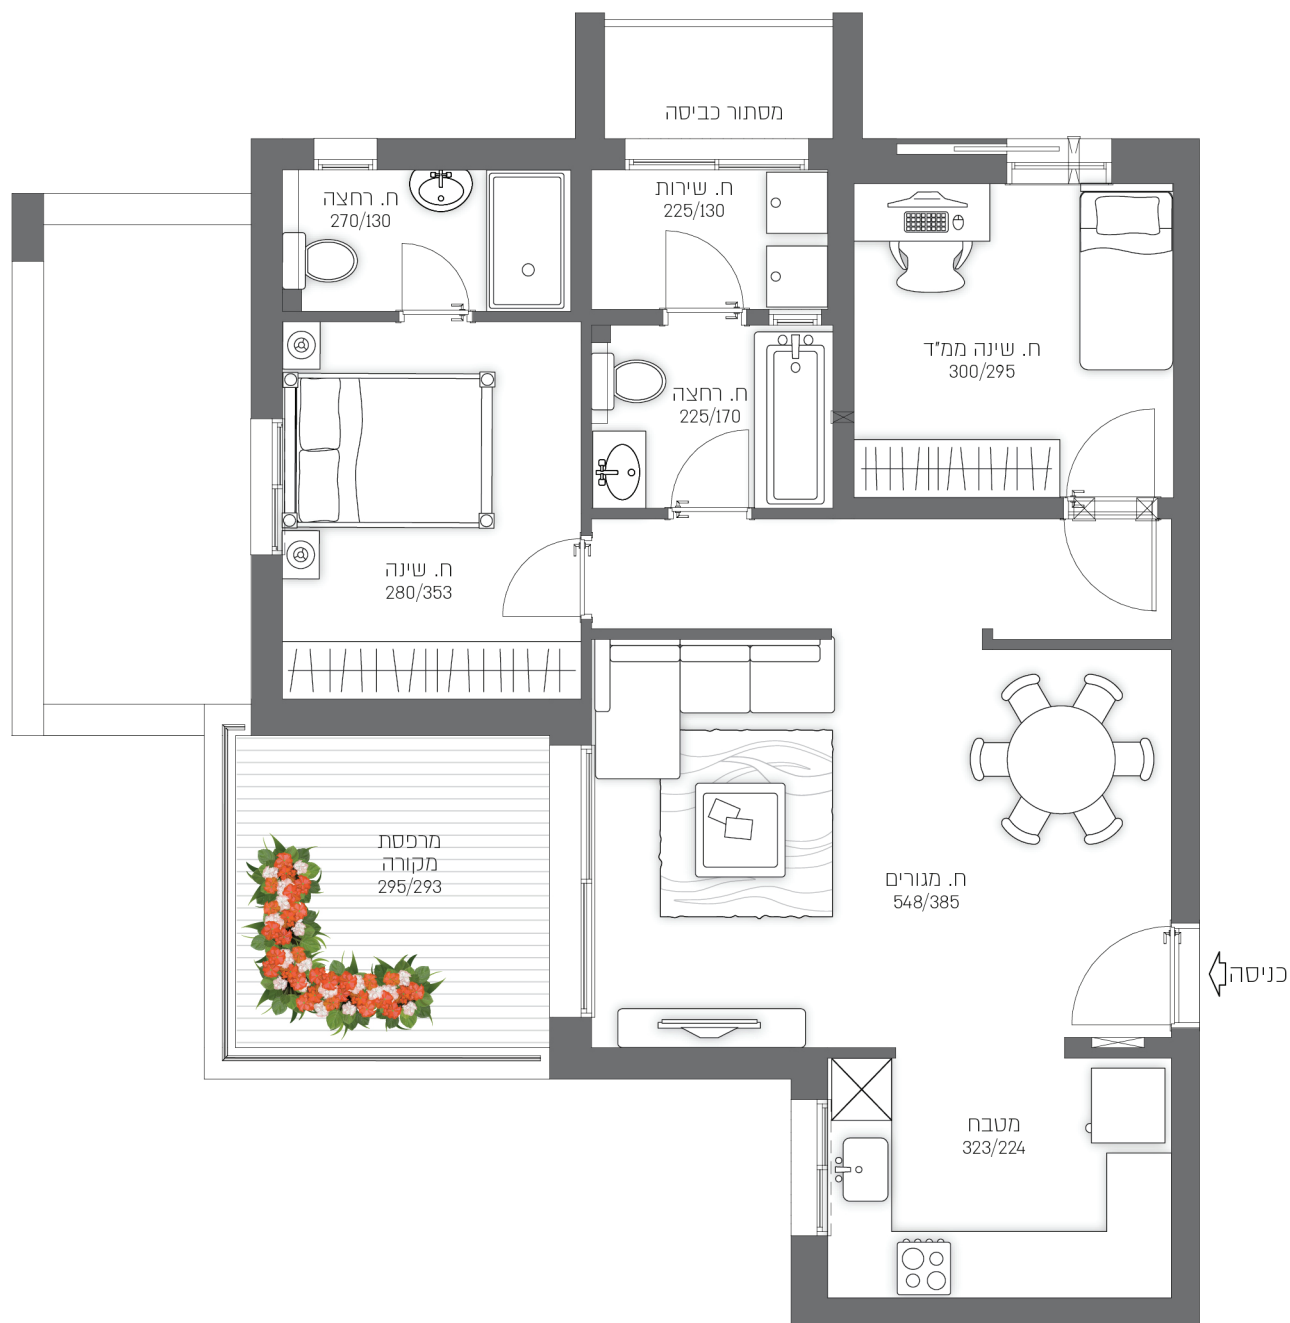 מסתור כביסה
ח. רחצה
270/130
ח. שירות
225/130
ח. שינה ממ"ד
300/295
ח. רחצה
225/170
ח. שינה
280/353
מרפסת
מקורה
295/293
ח. מגורים
548/385
כניסה
מטבח
323/224